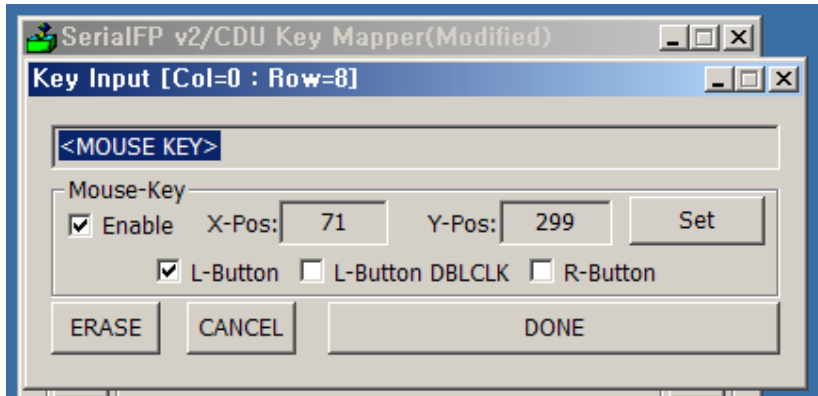 SerialFP v2/CDU Key Mapper(Modified)
Key Input [Col=0 : Row=8]
<MOUSE KEY>
Mouse-Key
Enable X-Pos: 71 Y-Pos: 299 Set
L-Button L-Button DBLCLK R-Button
ERASE CANCEL DONE